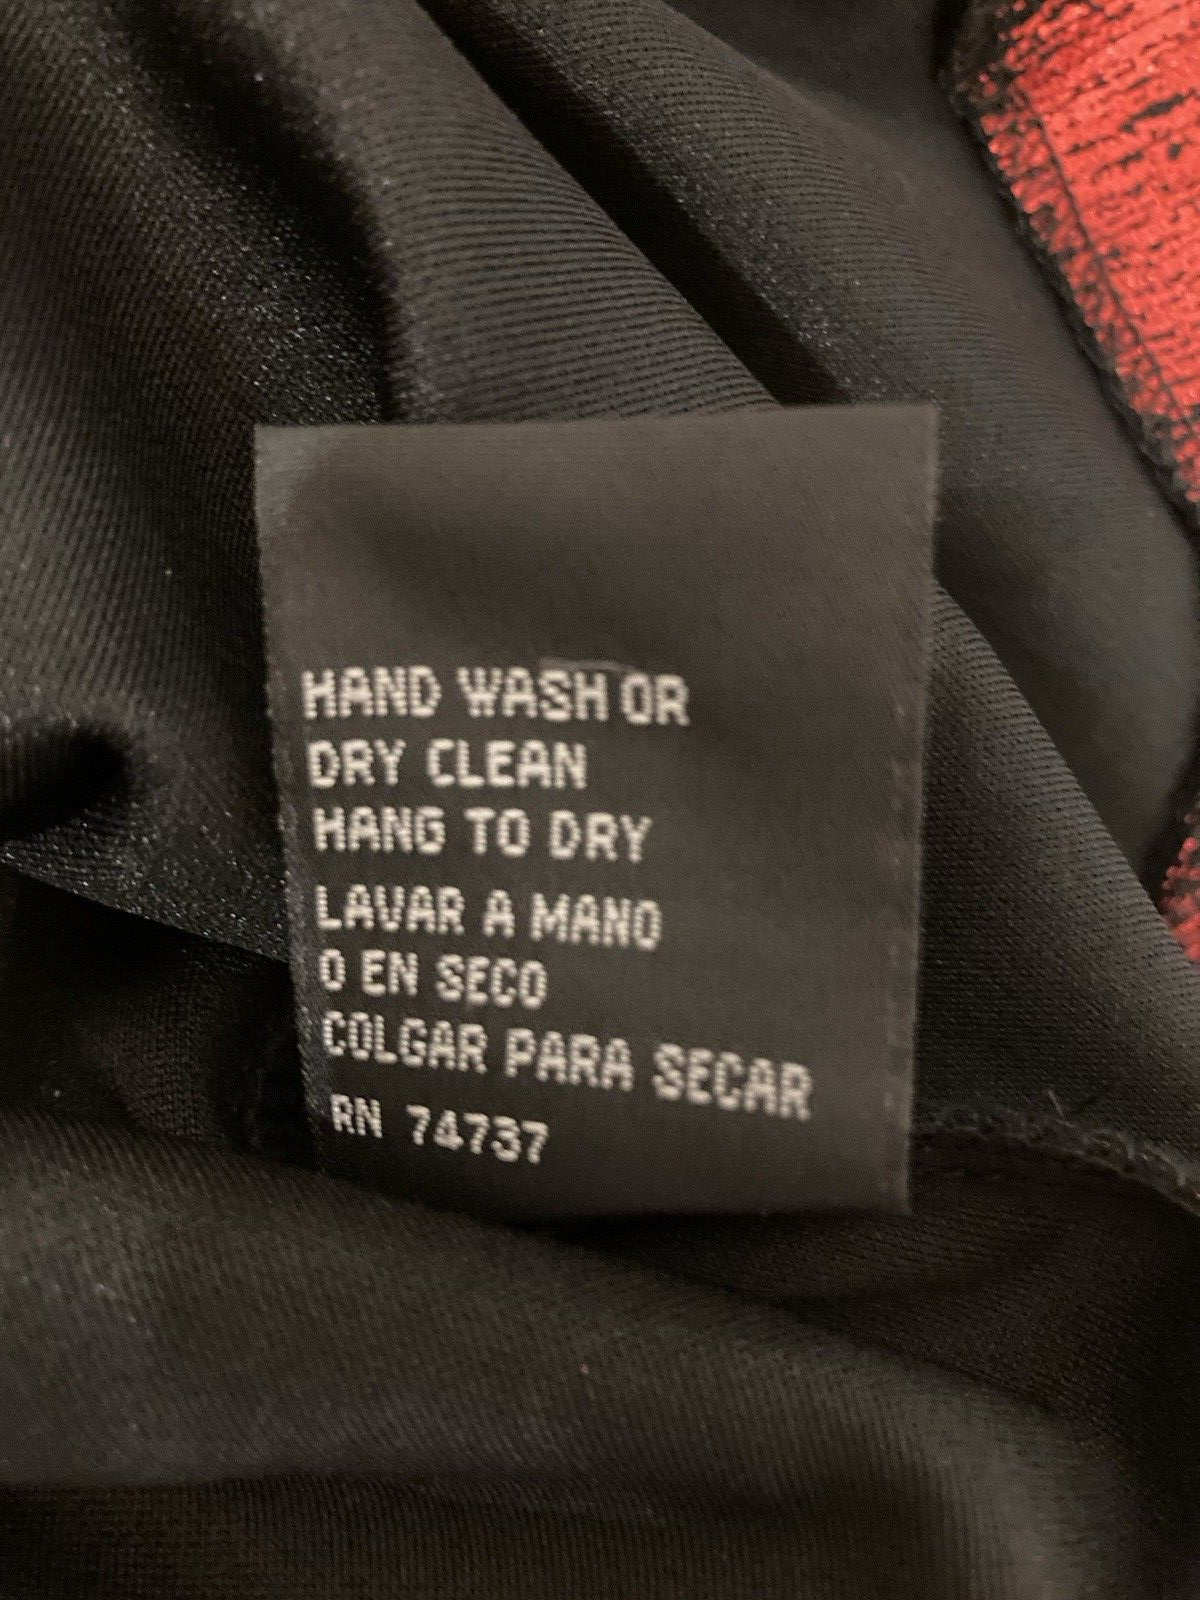 HAND WASH OR
DRY CLEAN
HANG TO DRY
LAVAR A MANO
O EN SECO
COLGAR PARA SECAR
RN 74737